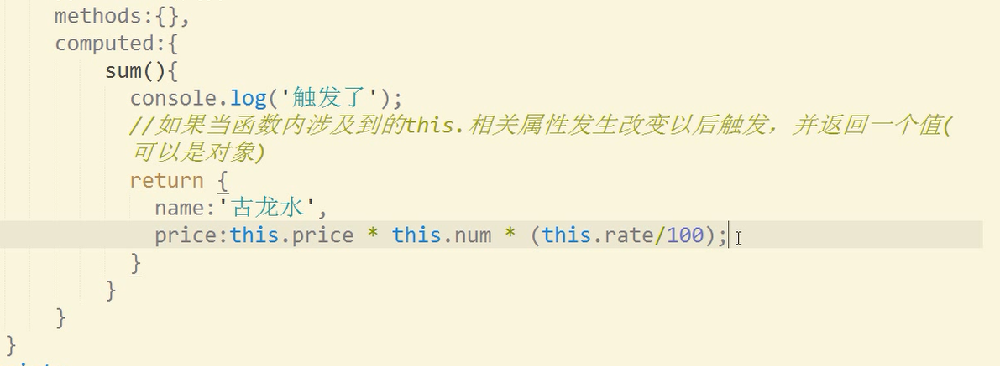 methods:{},
computed:{
sum(){
console.log('触发了');
//如果当函数内涉及到的this.相关属性发生改变以后触发，并返回一个值(
可以是对象)
return {
name:'古龙水',
price:this.price * this.num * (this.rate/100);
}
}
}
}